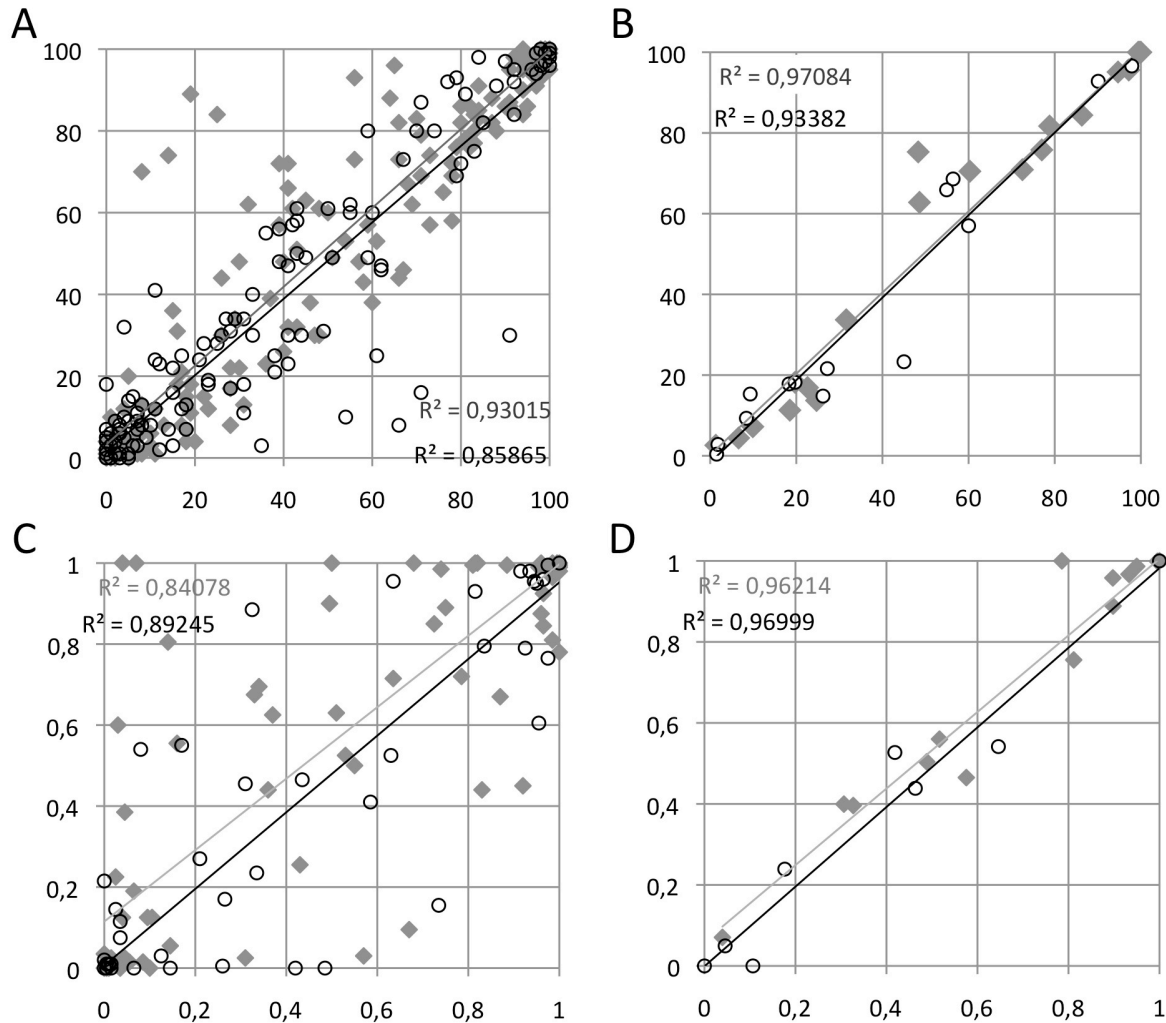 A
100
80
60
40
20
0
R² = 0,93015
R² = 0,85865
0 20 40 60 80 100
B
100
80
60
40
20
0
R² = 0,97084
R² = 0,93382
0 20 40 60 80 100
C
1
0,8
0,6
0,4
0,2
0
R² = 0,84078
R² = 0,89245
0 0,2 0,4 0,6 0,8 1
D
1
0,8
0,6
0,4
0,2
0
R² = 0,96214
R² = 0,96999
0 0,2 0,4 0,6 0,8 1